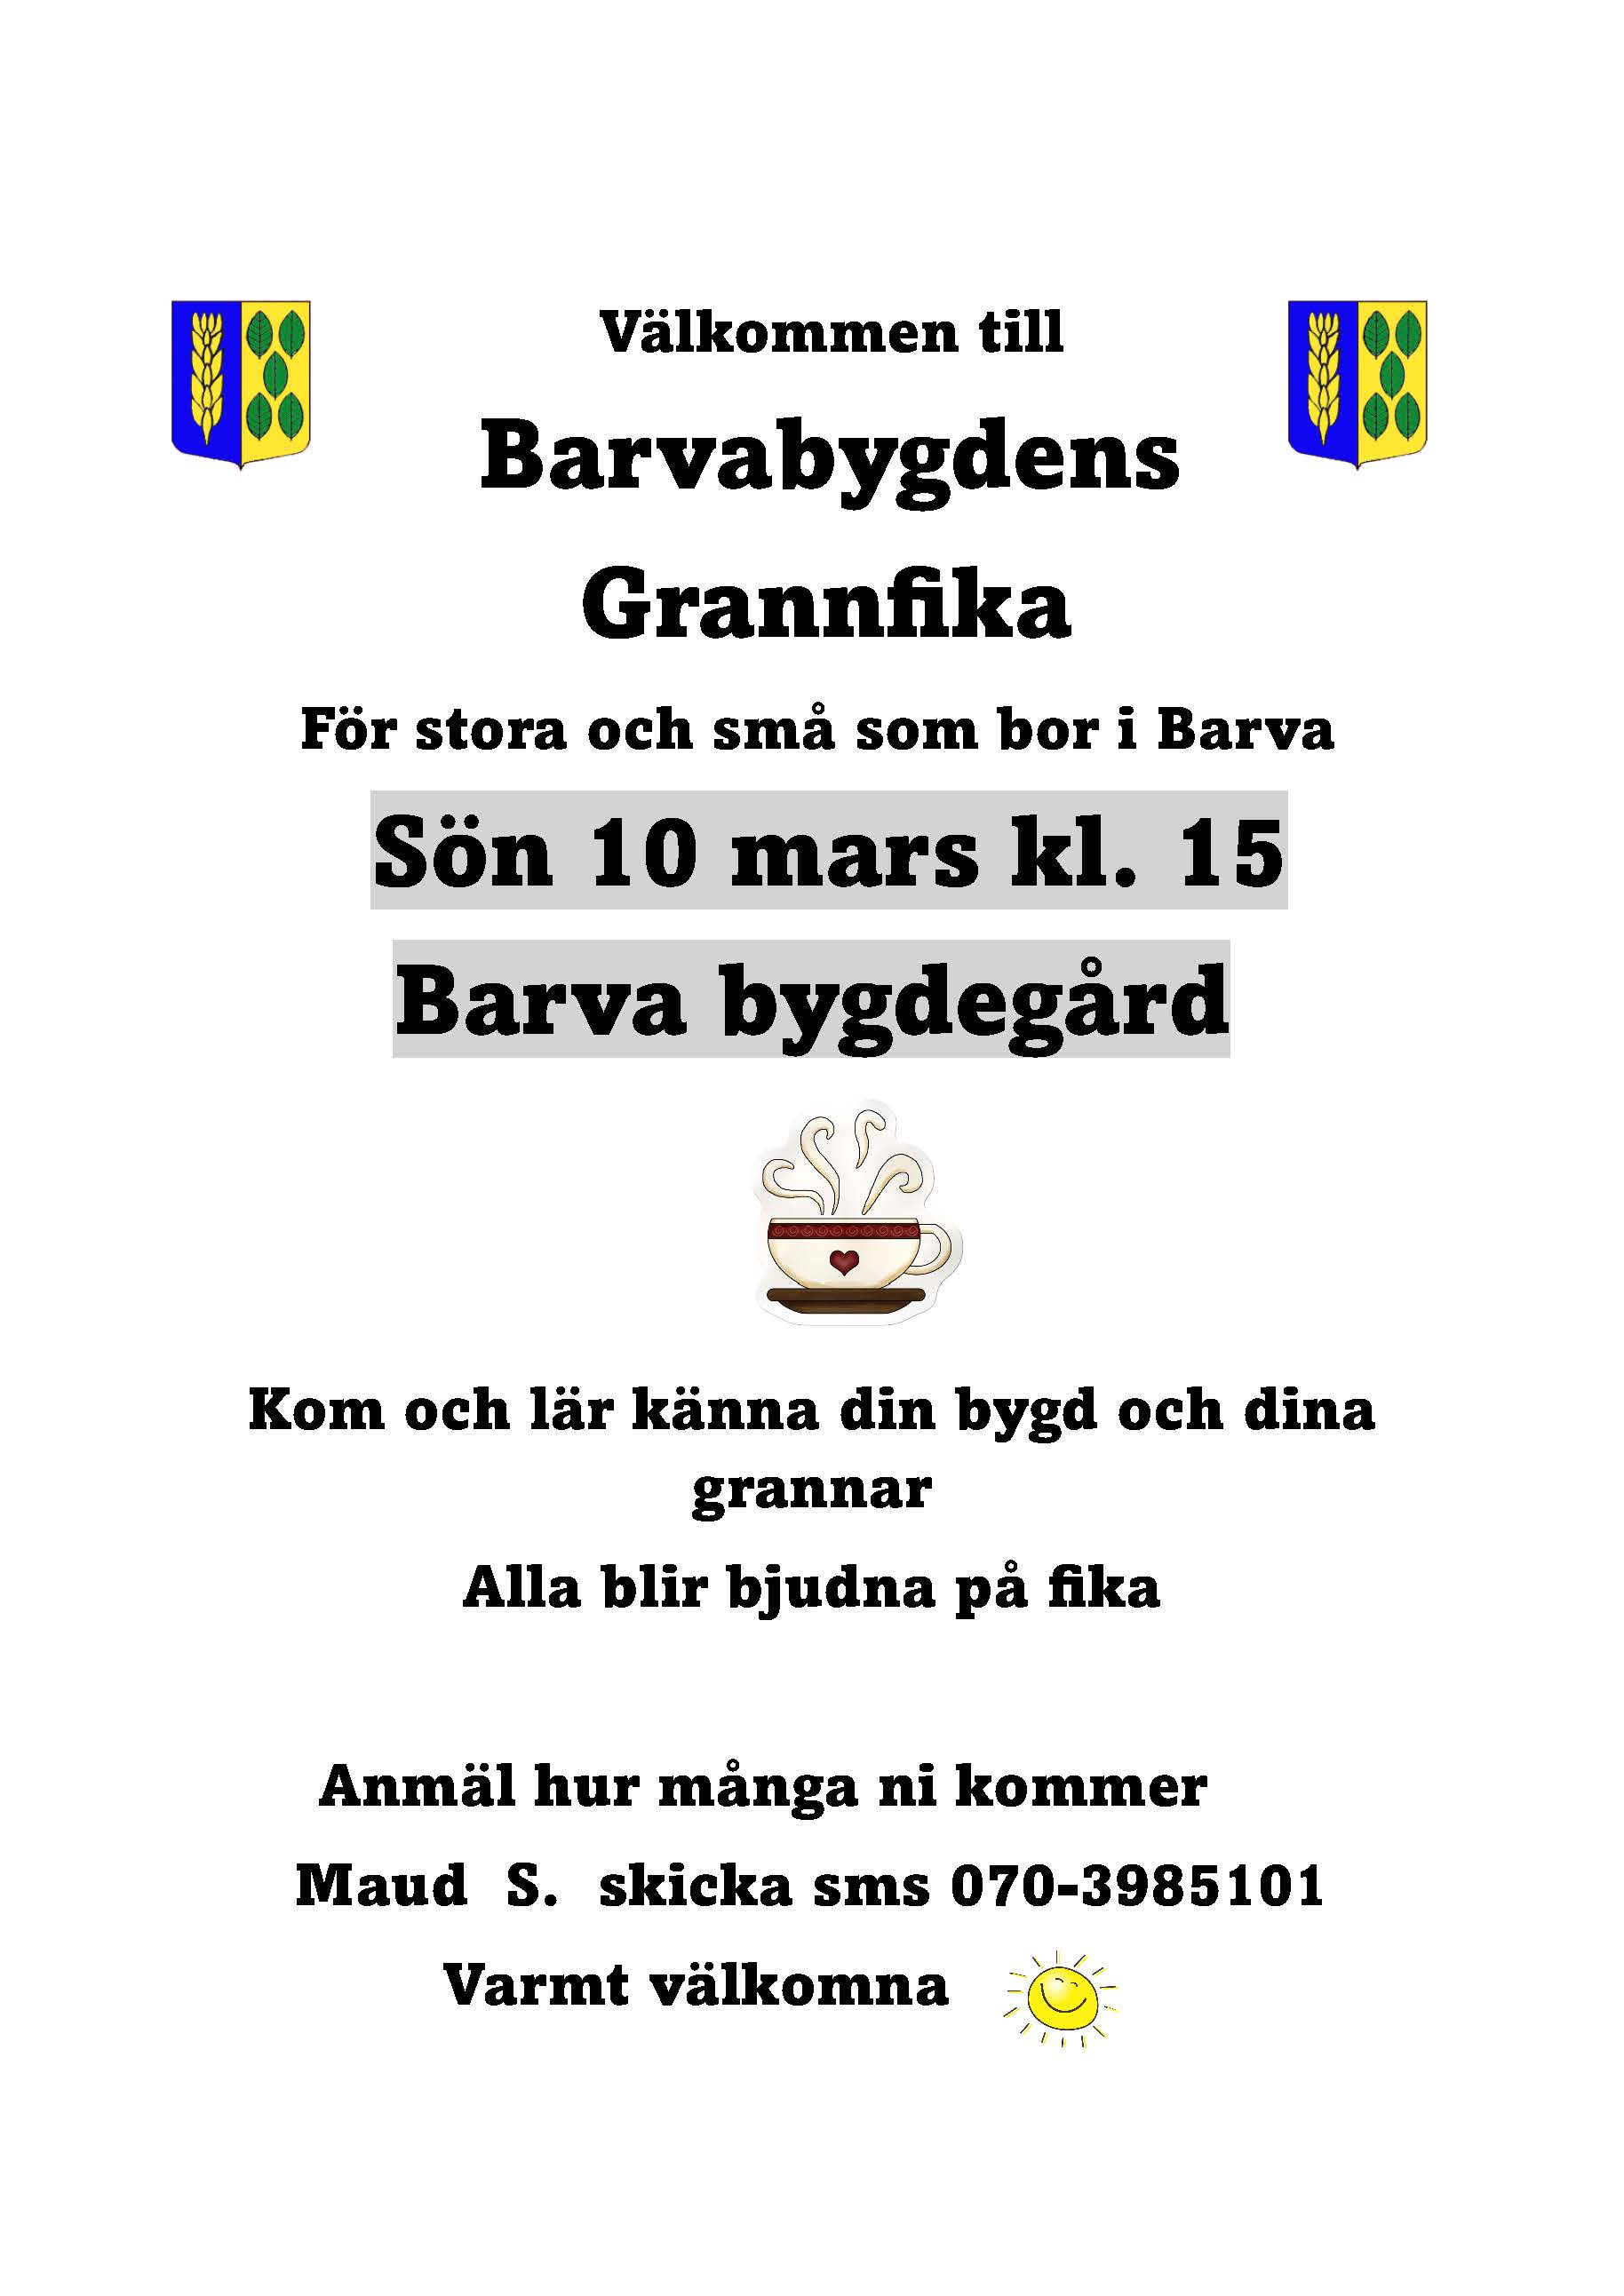 Välkommen till
Barvabygdens
Grannfika
För stora och små som bor i Barva
Sön 10 mars kl. 15
Barva bygdegård
Kom och lär känna din bygd och dina
grannar
Alla blir bjudna på fika
Anmäl hur många ni kommer
Maud S. skicka sms 070-3985101
Varmt välkomna